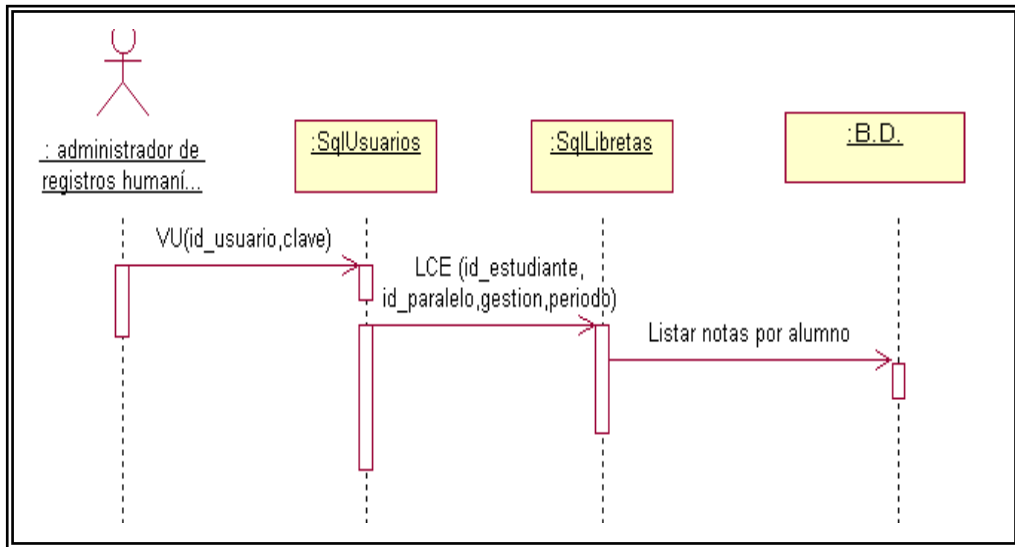 : administrador de
registros humaní...
:SqlUsuarios
:SqlLibretas
:B.D.
VU(id_usuario,clave)
LCE (id_estudiante,
id_paralelo,gestion,periodo)
Listar notas por alumno